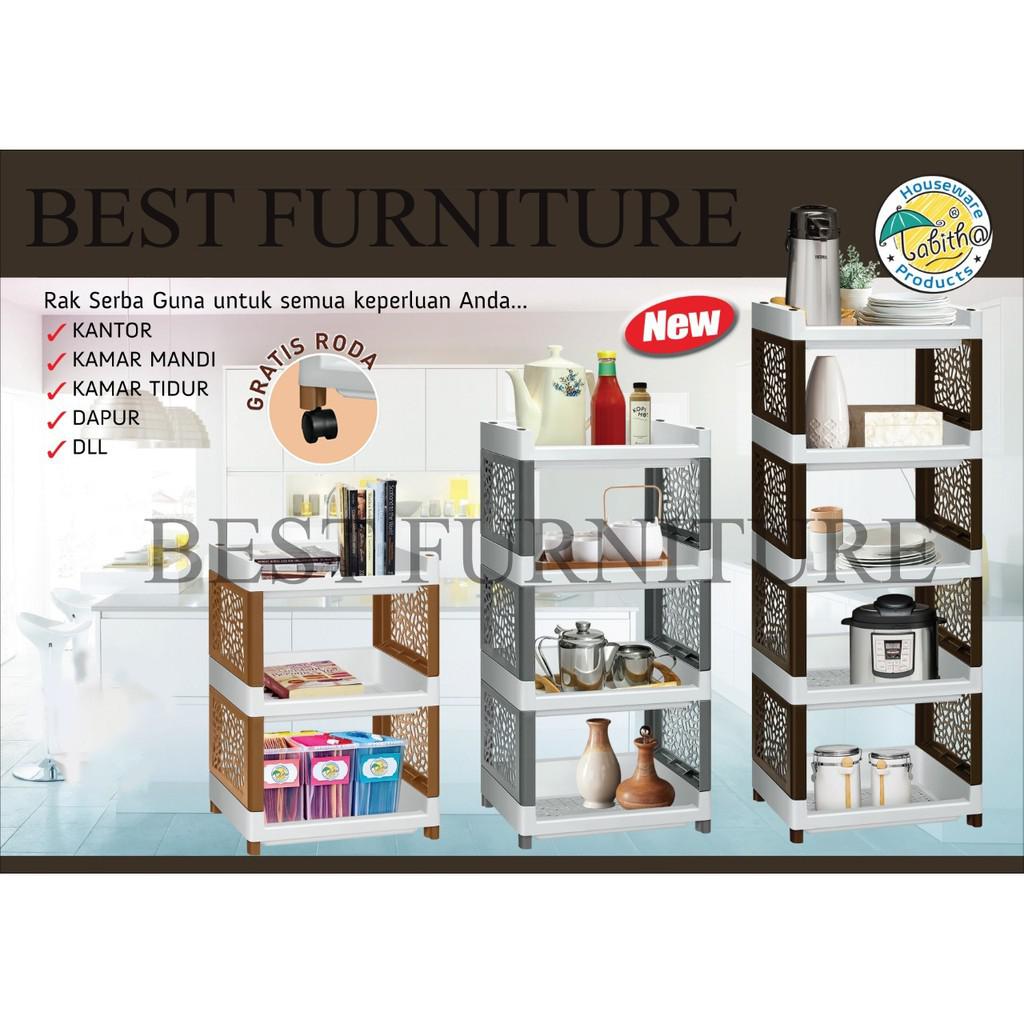 BEST FURNITURE
Houseware
Tabith@
®
Products
Rak Serba Guna untuk semua keperluan Anda...
KANTOR
KAMAR MANDI
KAMAR TIDUR
DAPUR
DLL
GRATIS RODA
New
BEST FURNITURE